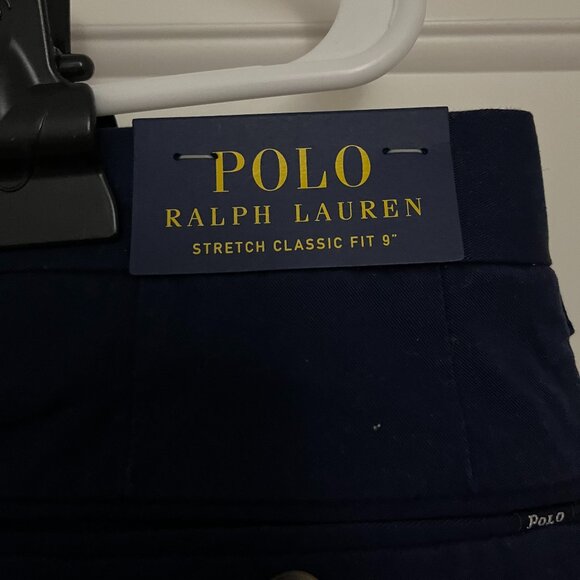 POLO
RALPH LAUREN
STRETCH CLASSIC FIT 9"
POLO